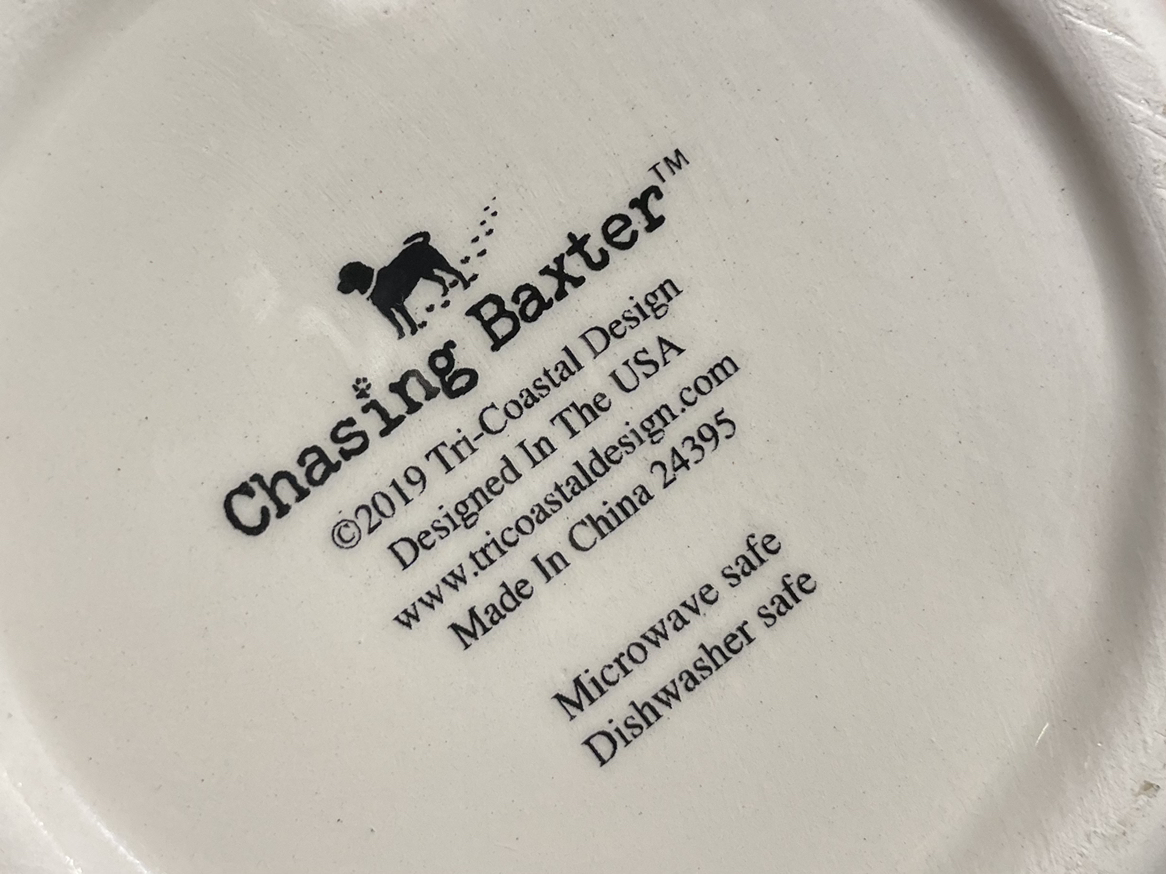 Chasing Baxter™
©2019 Tri-Coastal Design
Designed In The USA
www.tricoastaldesign.com
Made In China 24395
Microwave safe
Dishwasher safe